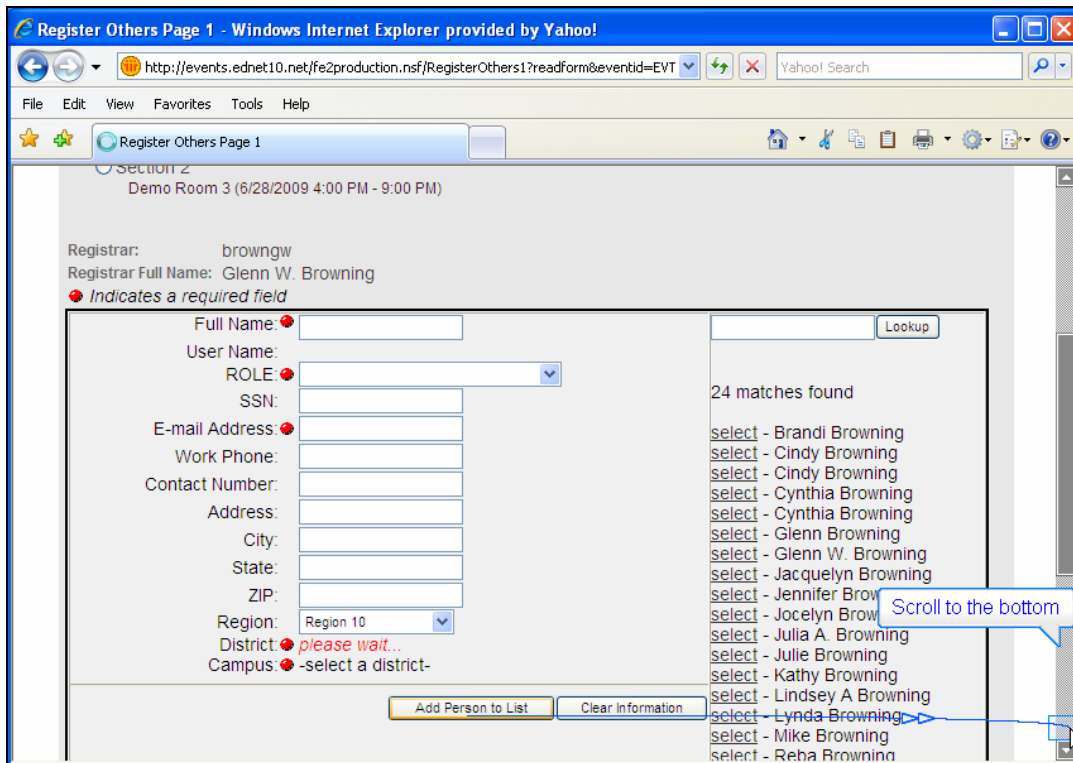 Register Others Page 1 - Windows Internet Explorer provided by Yahoo!
http://events.ednet10.net/fe2production.nsf/RegisterOthers1?readform&eventid=EVT
Yahoo! Search
File Edit View Favorites Tools Help
Register Others Page 1
Section 2
Demo Room 3 (6/28/2009 4:00 PM - 9:00 PM)
Registrar: browngw
Registrar Full Name: Glenn W. Browning
Indicates a required field
Full Name:
User Name:
ROLE:
SSN:
E-mail Address:
Work Phone:
Contact Number:
Address:
City:
State:
ZIP:
Region: Region 10
District: please wait...
Campus: -select a district-
Add Person to List Clear Information
Lookup
24 matches found
select - Brandi Browning
select - Cindy Browning
select - Cindy Browning
select - Cynthia Browning
select - Cynthia Browning
select - Glenn Browning
select - Glenn W. Browning
select - Jacquelyn Browning
select - Jennifer Brow
select - Jocelyn Brow
select - Julia A. Browning
select - Julie Browning
select - Kathy Browning
select - Lindsey A Browning
select - Lynda Browning
select - Mike Browning
select - Reba Browning
Scroll to the bottom